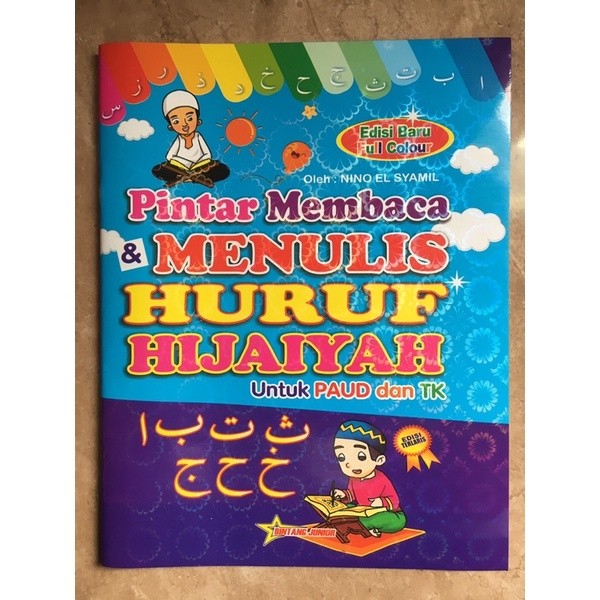 ا ب ت ث ج ح خ د ذ ر ز س
Edisi Baru
Full Colour
Oleh : NINO EL SYAMIL
Pintar Membaca
& MENULIS
HURUF
HIJAIYAH
Untuk PAUD dan TK
ث ت ب ا
خ ح ج
EDISI
TERLARIS
BINTANG JUNIOR